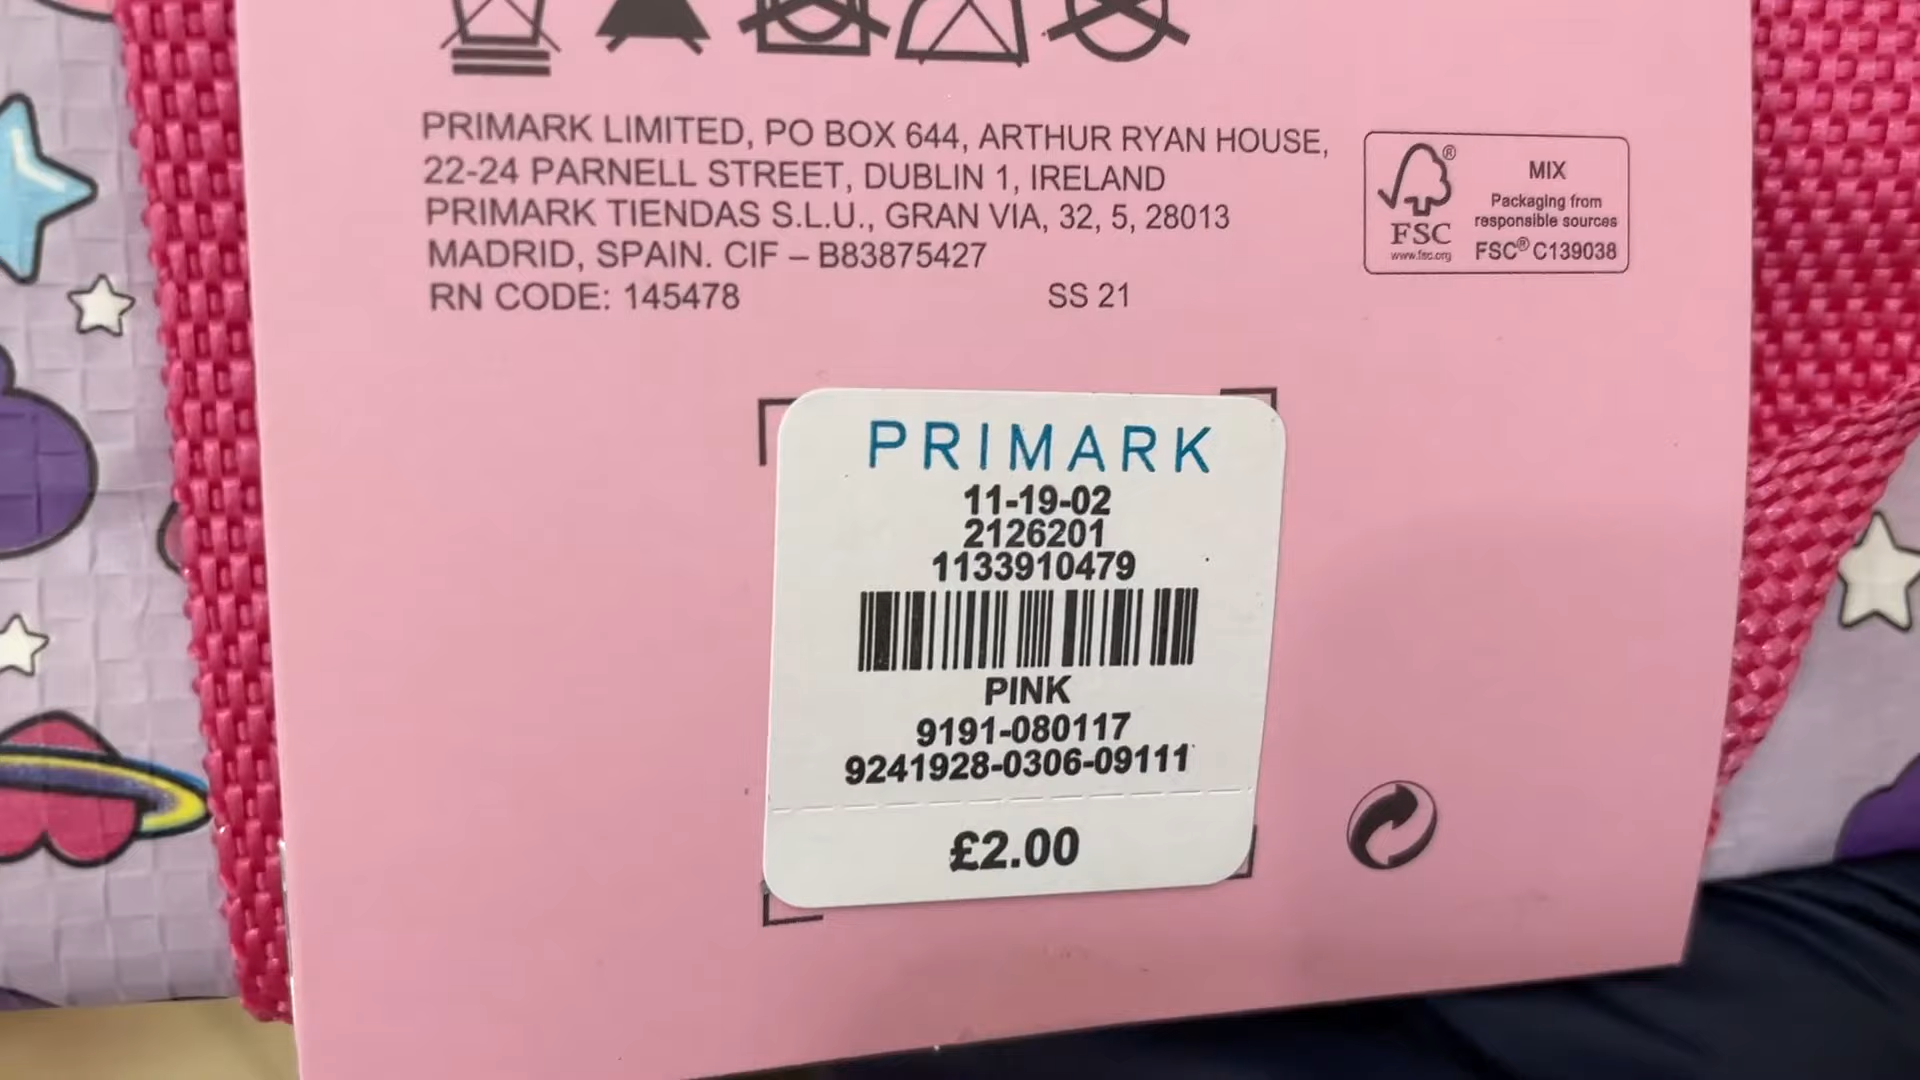 PRIMARK LIMITED, PO BOX 644, ARTHUR RYAN HOUSE,
22-24 PARNELL STREET, DUBLIN 1, IRELAND
PRIMARK TIENDAS S.L.U., GRAN VIA, 32, 5, 28013
MADRID, SPAIN. CIF – B83875427
RN CODE: 145478
SS 21
®
FSC
www.fsc.org
MIX
Packaging from
responsible sources
FSC® C139038
PRIMARK
11-19-02
2126201
1133910479
PINK
9191-080117
9241928-0306-09111
£2.00